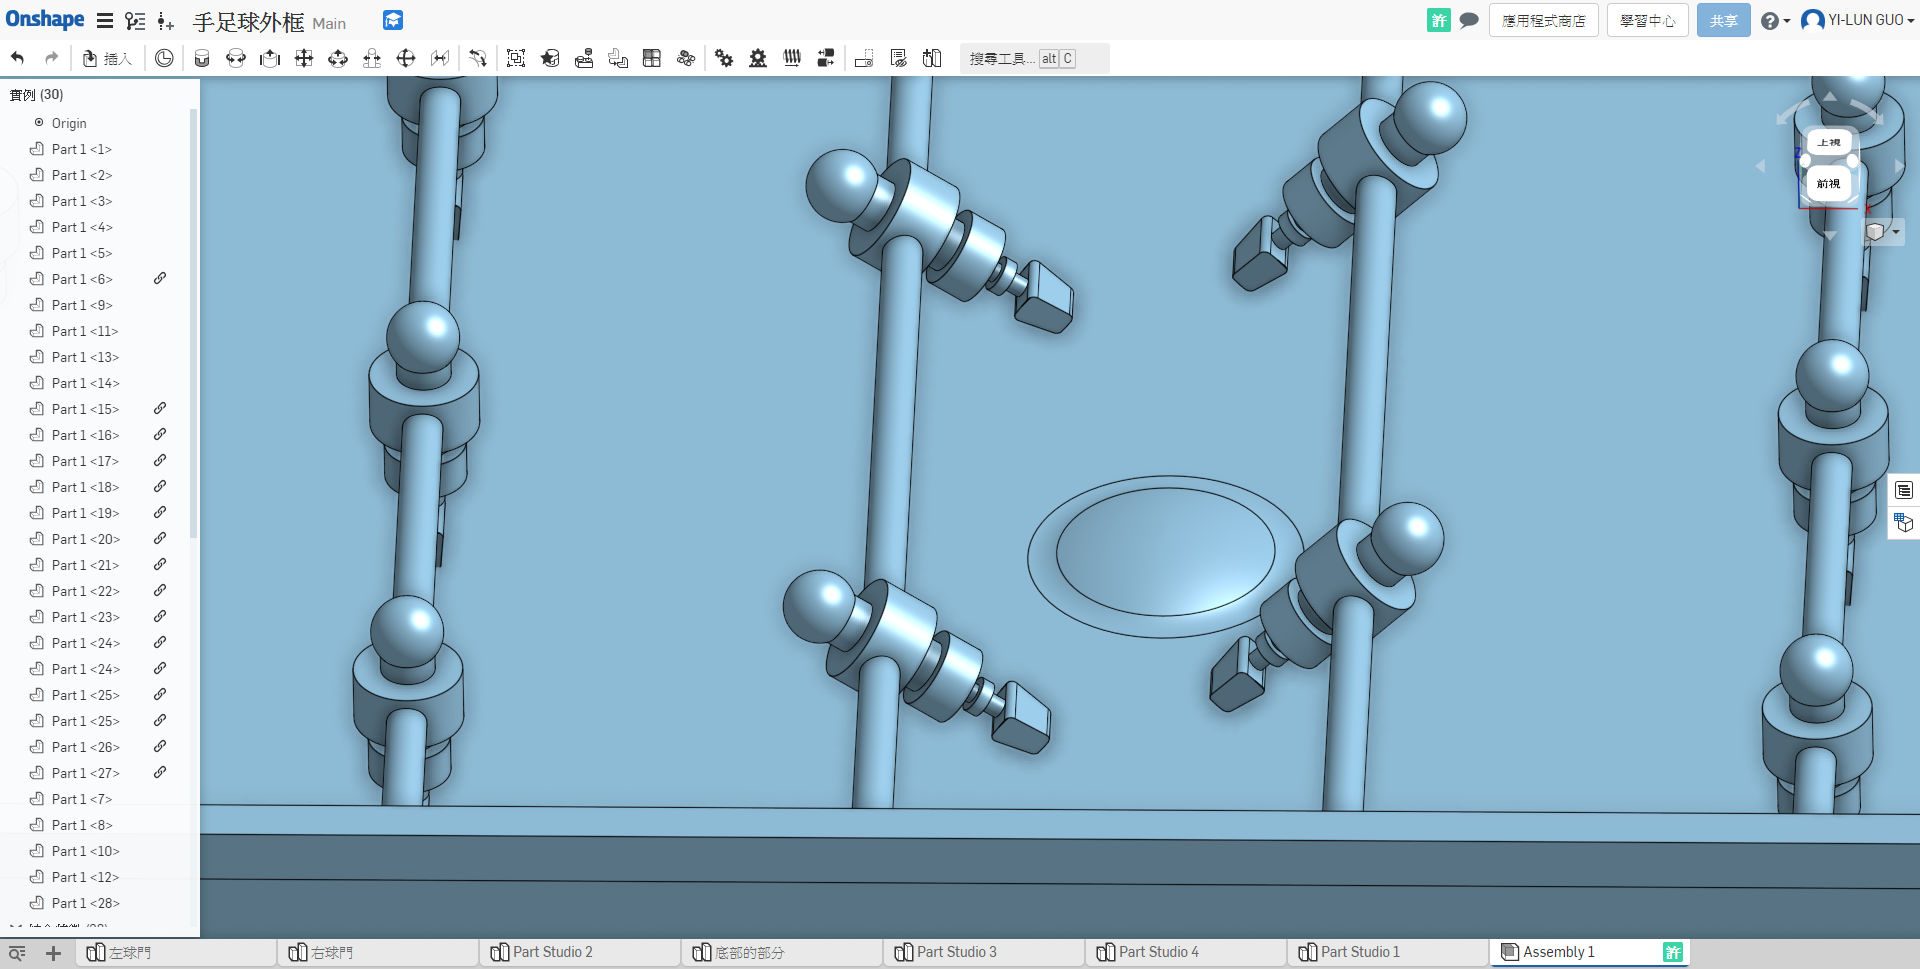 Onshape
手足球外框 Main
許
應用程式商店
學習中心
共享
YI-LUN GUO
插入
搜尋工具... alt C
實例 (30)
Origin
Part 1 <1>
Part 1 <2>
Part 1 <3>
Part 1 <4>
Part 1 <5>
Part 1 <6>
Part 1 <9>
Part 1 <11>
Part 1 <13>
Part 1 <14>
Part 1 <15>
Part 1 <16>
Part 1 <17>
Part 1 <18>
Part 1 <19>
Part 1 <20>
Part 1 <21>
Part 1 <22>
Part 1 <23>
Part 1 <24>
Part 1 <24>
Part 1 <25>
Part 1 <25>
Part 1 <26>
Part 1 <27>
Part 1 <7>
Part 1 <8>
Part 1 <10>
Part 1 <12>
Part 1 <28>
上視
Z
前視
X
左球門
右球門
Part Studio 2
底部的部分
Part Studio 3
Part Studio 4
Part Studio 1
Assembly 1
許